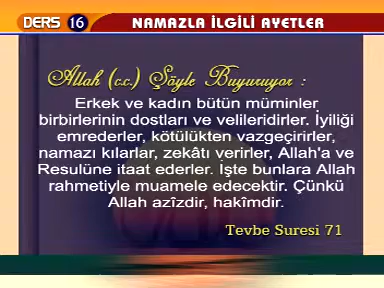 DERS 16 NAMAZLA İLGİLİ AYETLER
Allah (c.c.) Şöyle Buyuruyor :
Erkek ve kadın bütün müminler
birbirlerinin dostları ve velileridirler. İyiliği
emrederler, kötülükten vazgeçirirler,
namazı kılarlar, zekâtı verirler, Allah'a ve
Resulüne itaat ederler. İşte bunlara Allah
rahmetiyle muamele edecektir. Çünkü
Allah azîzdir, hakîmdir.
Tevbe Suresi 71